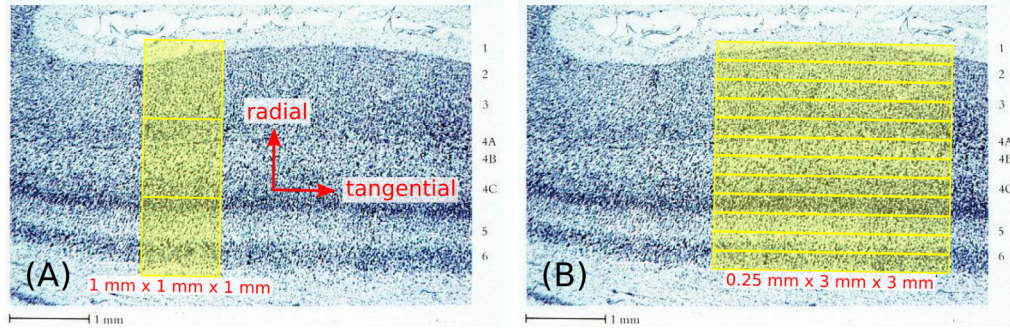 1
2
3
4A
4B
4C
5
6
radial
tangential
(A)
1 mm x 1 mm x 1 mm
1 mm
1
2
3
4A
4B
4C
5
6
(B)
0.25 mm x 3 mm x 3 mm
1 mm